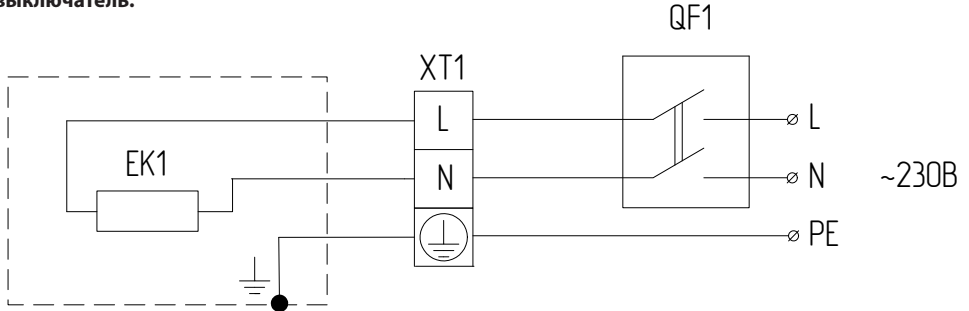 выключатель.
QF1
XT1
L
L
EK1
N
N
~230В
PE